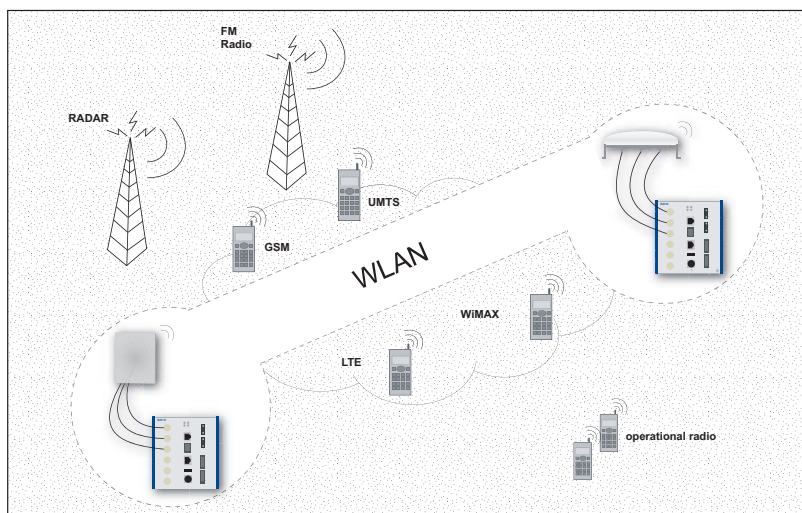 FM
Radio
RADAR
UMTS
GSM
WLAN
WiMAX
LTE
operational radio